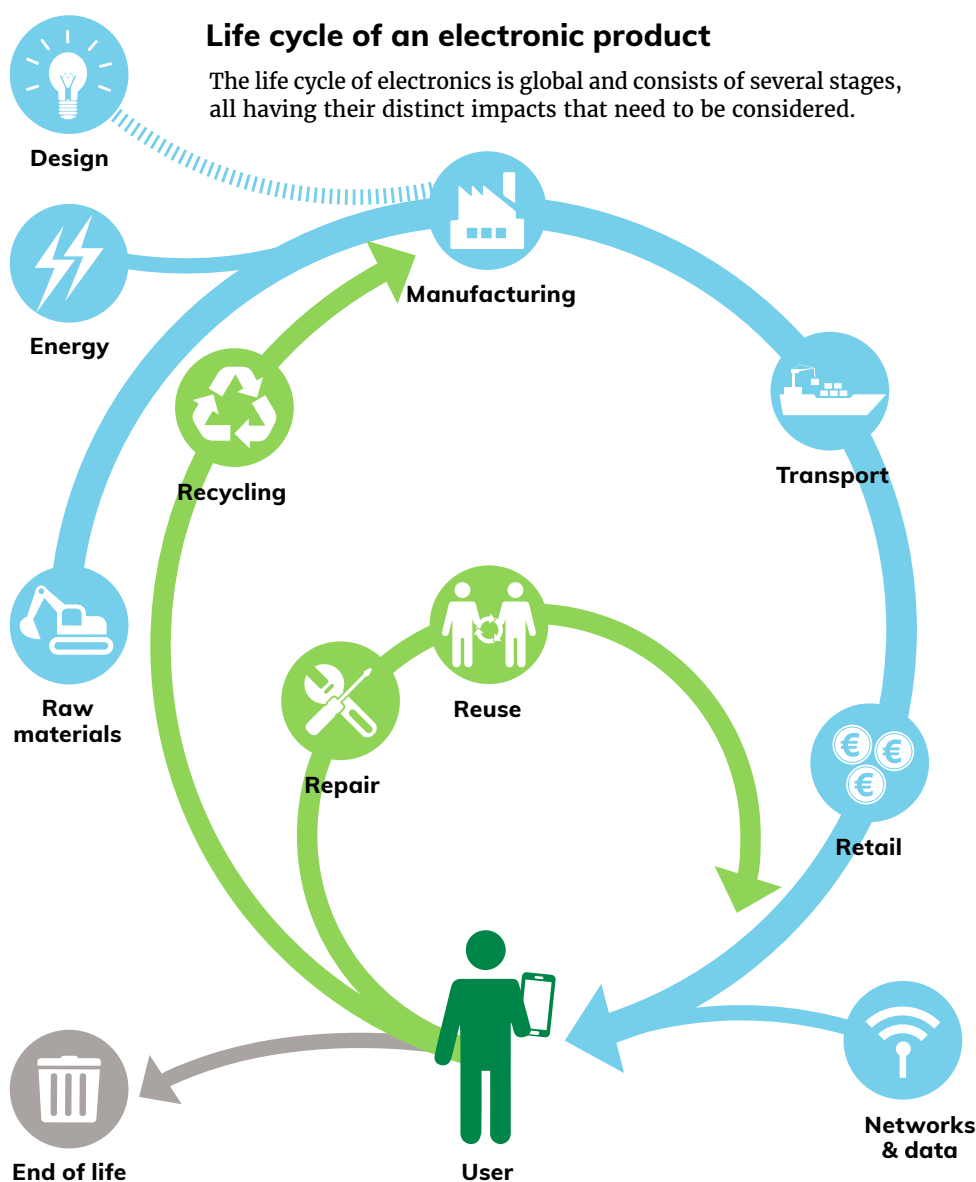 Life cycle of an electronic product
The life cycle of electronics is global and consists of several stages,
all having their distinct impacts that need to be considered.
Design
Manufacturing
Energy
Recycling
Transport
Raw
materials
Reuse
Repair
€
€
€
Retail
Networks
& data
End of life
User